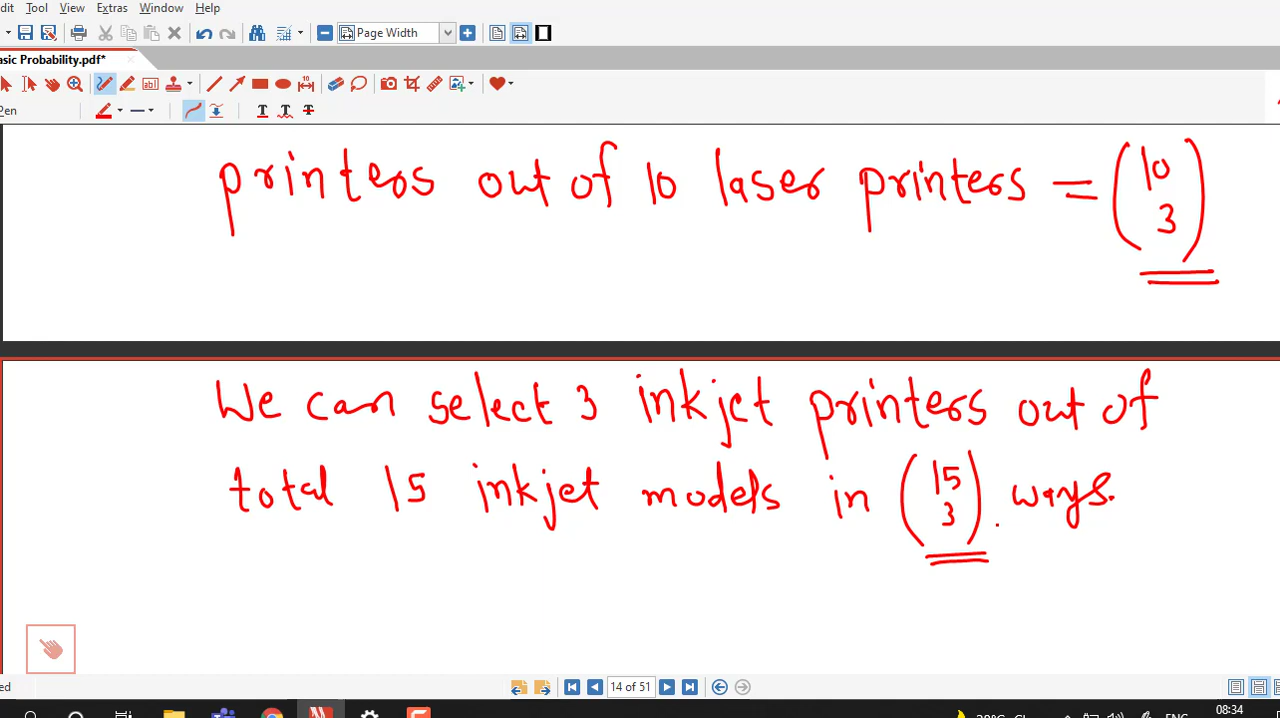 dit Tool View Extras Window Help
Page Width
asic Probability.pdf*
Pen
printers out of 10 laser printers = (10
3)
We can select 3 inkjet printers out of
total 15 inkjet models in (15
3) ways.
14 of 51
08:34
ENG